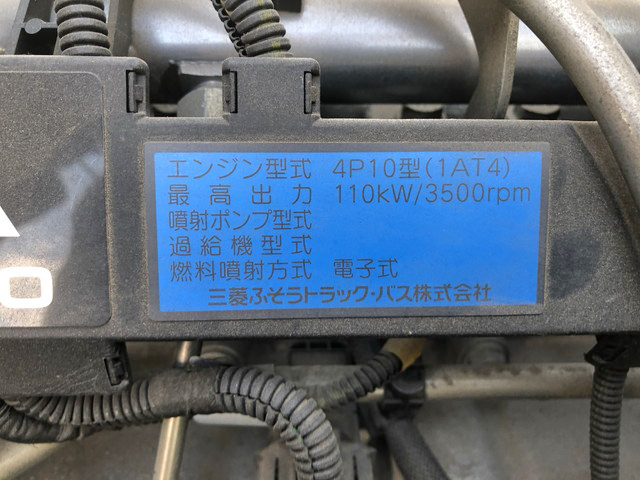 エンジン型式 4P10型(1AT4)
最高出力 110kW/3500rpm
噴射ポンプ型式
過給機型式
燃料噴射方式 電子式
三菱ふそうトラック・バス株式会社